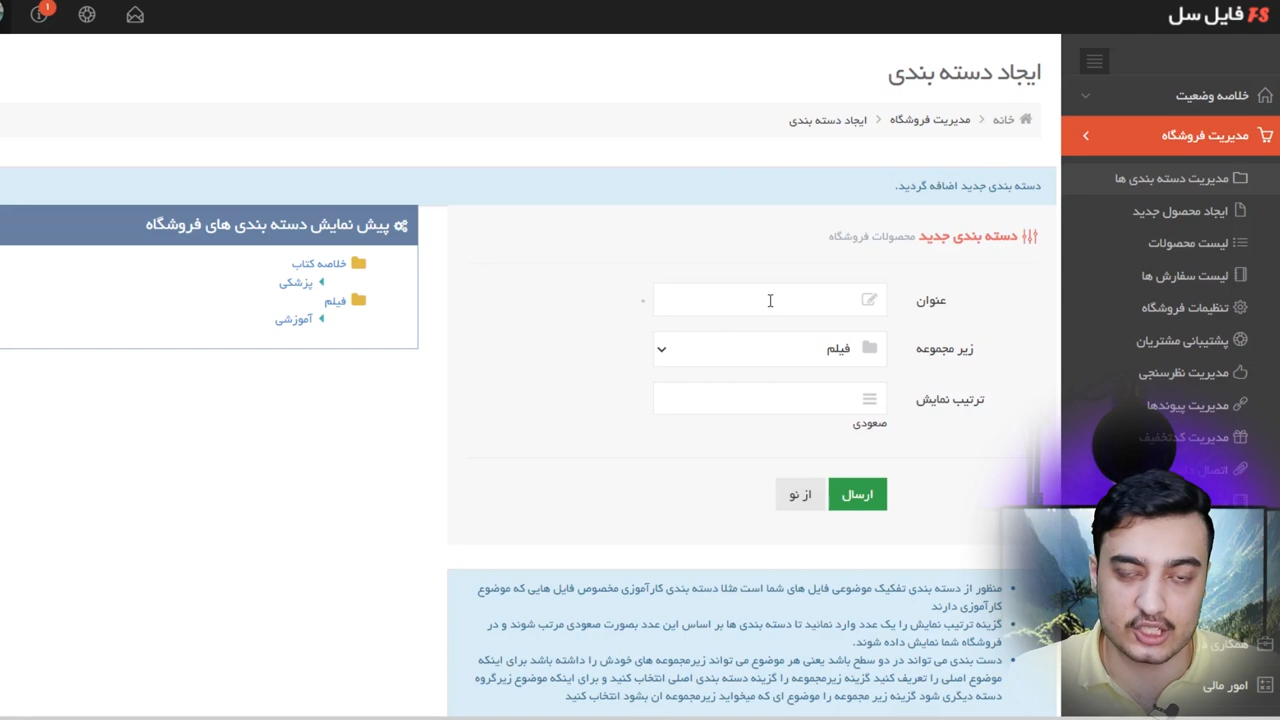 فایل سل
۱
خلاصه وضعیت
مدیریت فروشگاه
مدیریت دسته بندی ها
ایجاد محصول جدید
لیست محصولات
لیست سفارش ها
تنظیمات فروشگاه
پشتیبانی مشتریان
مدیریت نظرسنجی
مدیریت پیوندها
مدیریت کدتخفیف
اتصال
همکاری
امور مالی
ایجاد دسته بندی
خانه
مدیریت فروشگاه
ایجاد دسته بندی
دسته بندی جدید اضافه گردید.
دسته بندی جدید محصولات فروشگاه
عنوان
زیر مجموعه
فیلم
ترتیب نمایش
صعودی
ارسال
از نو
منظور از دسته بندی تفکیک موضوعی فایل های شما است مثلا دسته بندی کارآموزی مخصوص فایل هایی که موضوع
کارآموزی دارند
گزینه ترتیب نمایش را یک عدد وارد نمائید تا دسته بندی ها بر اساس این عدد بصورت صعودی مرتب شوند و در
فروشگاه شما نمایش داده شوند.
دست بندی می تواند در دو سطح باشد یعنی هر موضوع می تواند زیرمجموعه های خودش را داشته باشد برای اینکه
موضوع اصلی را تعریف کنید گزینه زیرمجموعه را گزینه دسته بندی اصلی انتخاب کنید و برای اینکه موضوع زیرگروه
دسته دیگری شود گزینه زیر مجموعه را موضوع ای که میخواید زیرمجموعه ان بشود انتخاب کنید
پیش نمایش دسته بندی های فروشگاه
خلاصه کتاب
پزشکی
فیلم
آموزشی